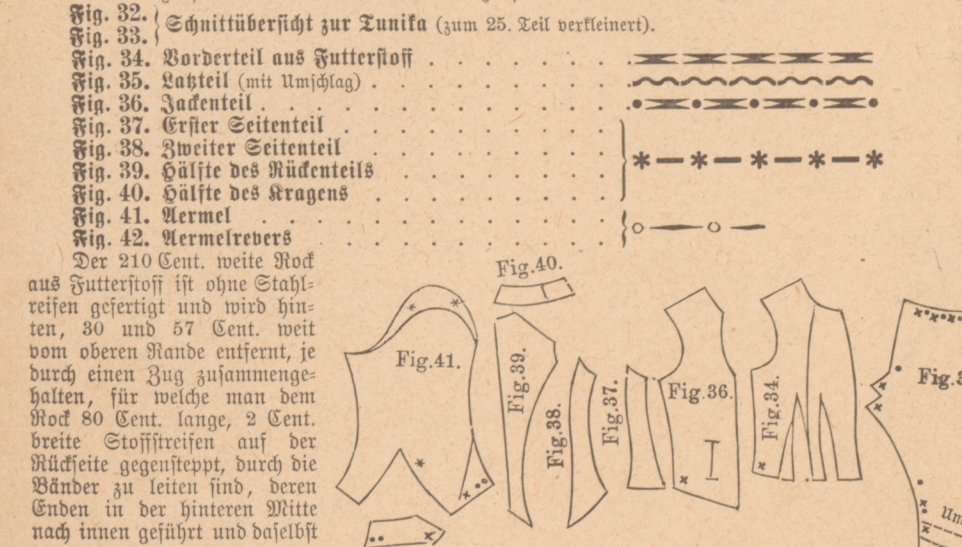 Fig. 32.
Fig. 33.
Schnittübersicht zur Tunika (zum 25. Teil verkleinert).
Fig. 34. Vorderteil aus Futterstoff
Fig. 35. Latzteil (mit Umschlag)
Fig. 36. Jackenteil
Fig. 37. Erster Seitenteil
Fig. 38. Zweiter Seitenteil
Fig. 39. Hälfte des Rückenteils
Fig. 40. Hälfte des Kragens
Fig. 41. Aermel
Fig. 42. Aermelrevers
Der 210 Cent. weite Rock
aus Futterstoff ist ohne Stahl-
reifen gefertigt und wird hin-
ten, 30 und 57 Cent. weit
vom oberen Rande entfernt, je
durch einen Zug zusammenge-
halten, für welche man dem
Rock 80 Cent. lange, 2 Cent.
breite Stoffstreifen auf der
Rückseite gegensteppt, durch die
Bänder zu leiten sind, deren
Enden in der hinteren Mitte
nach innen geführt und daselbst
Fig. 40.
Fig. 41.
Fig. 39.
Fig. 38.
Fig. 37.
Fig. 36.
Fig. 34.
Fig. 3
Um